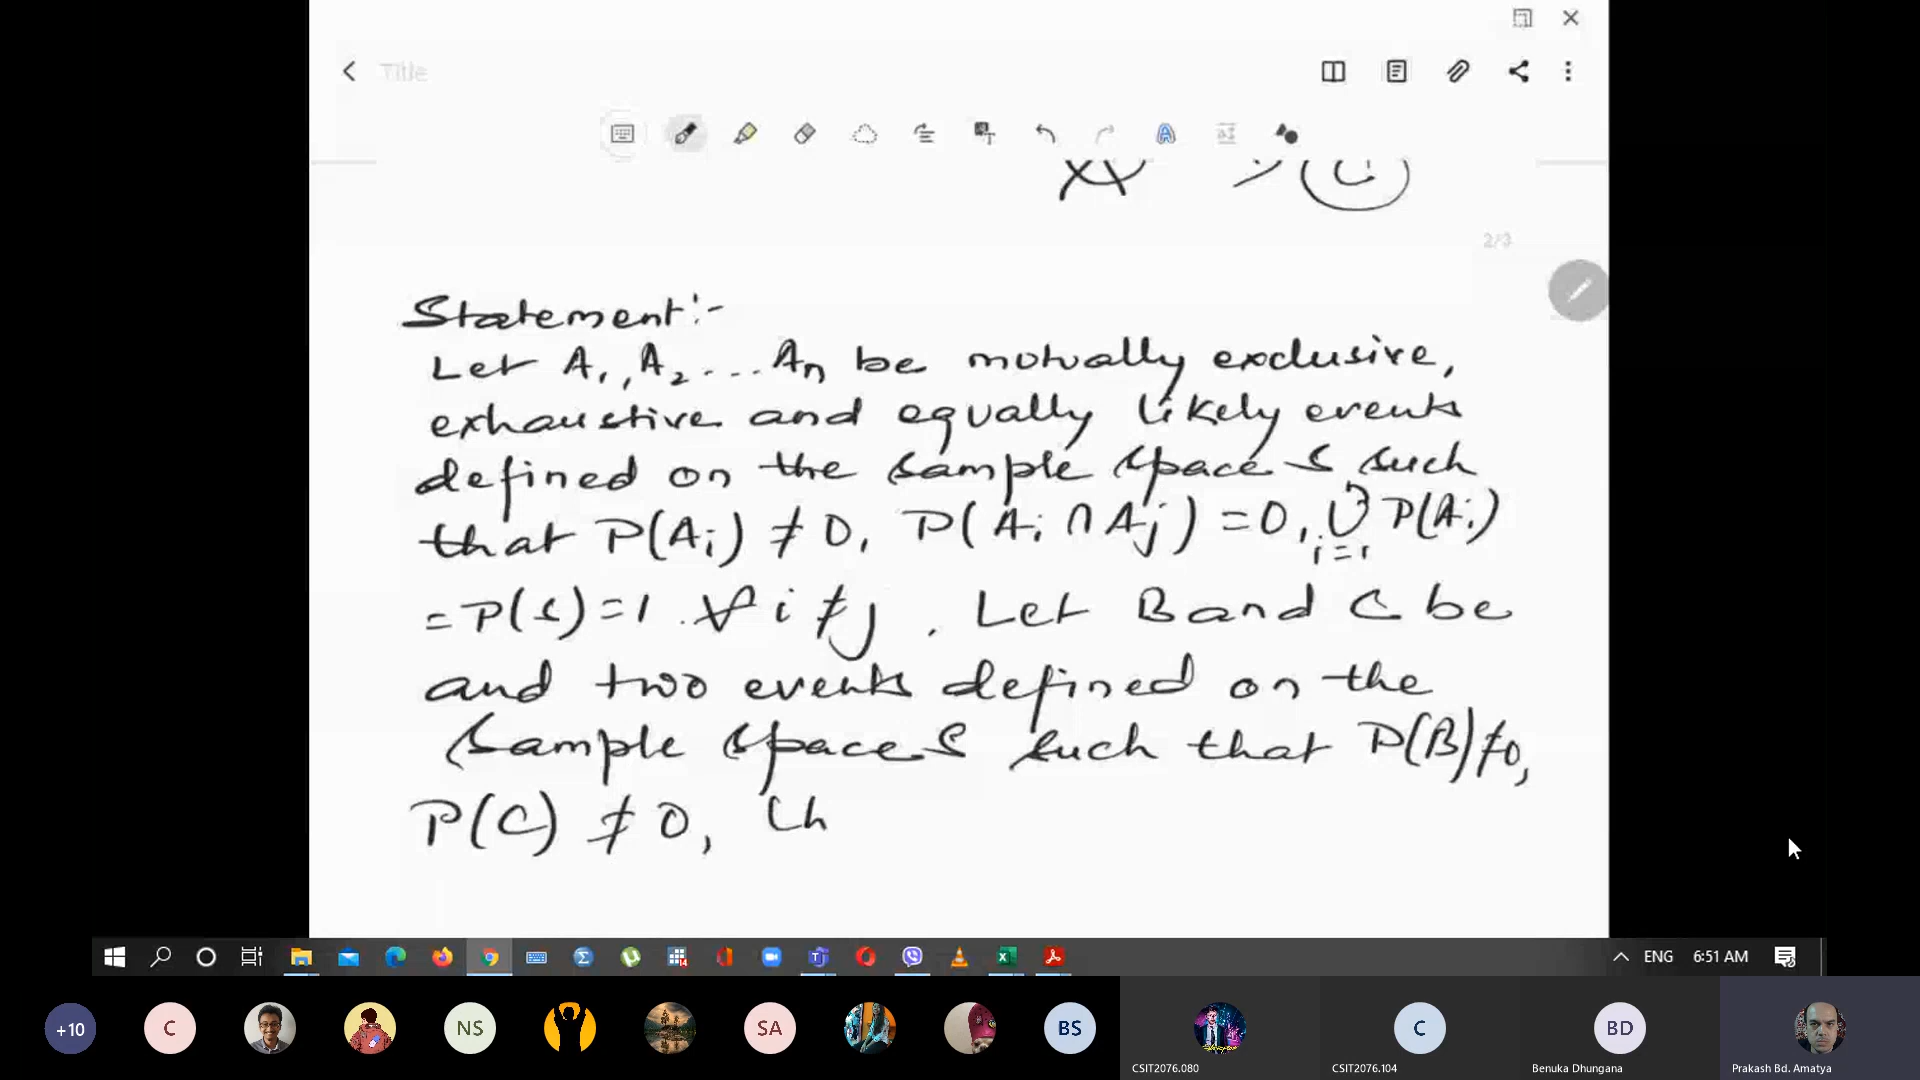 Title
2/3
Statement:-
Let A1, A2 ... An be mutually exclusive,
exhaustive and equally likely events
defined on the sample space S such
that P(Ai) ≠ 0, P(Ai ∩ Aj) = 0, ∪ P(Ai)
i=1
= P(S) = 1 . ∀ i ≠ j . Let B and C be
and two events defined on the
sample space S such that P(B) ≠ 0,
P(C) ≠ 0,
ENG 6:51 AM
+10 C NS SA BS C BD
CSIT2076.080 CSIT2076.104 Benuka Dhungana Prakash Bd. Amatya